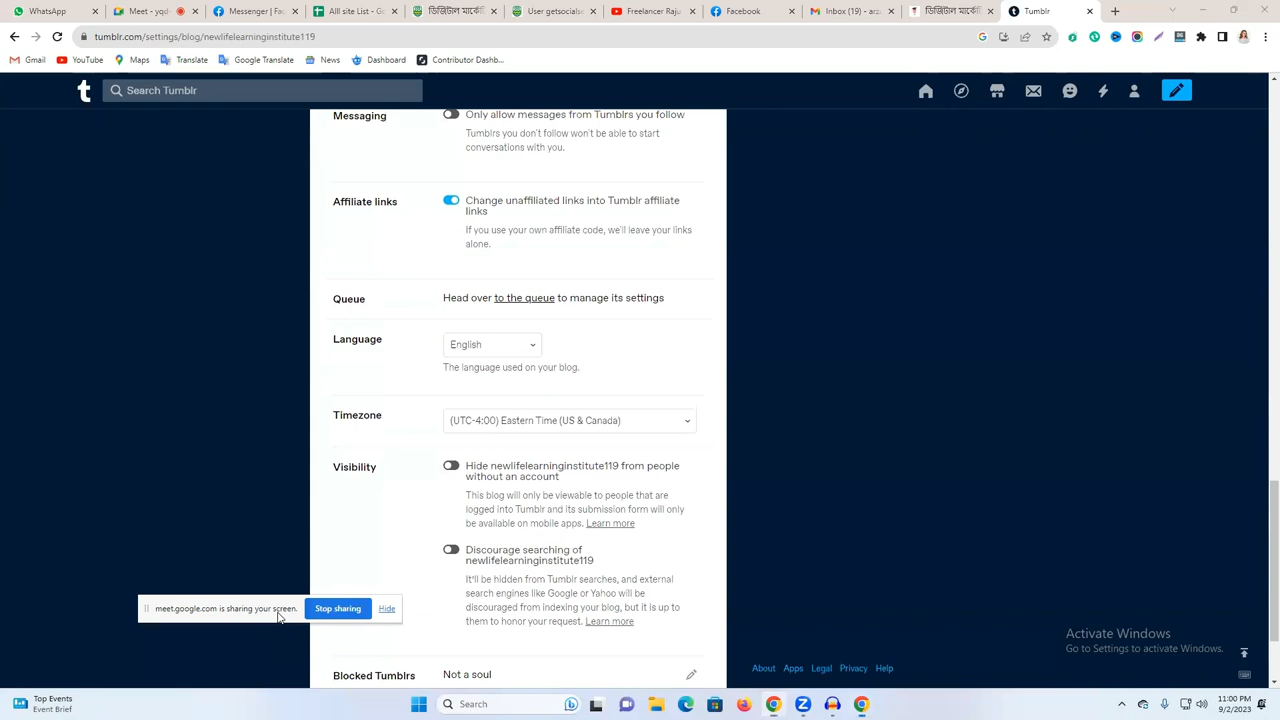 WhatsApp
Meet - yqd
Messenger | Fac
All site List - G
ডিজিটাল মার্কে
User getsocials
Freelancer Raju
Facebook
Inbox (19) - arz
ডিজিটাল মার্কে
Tumblr
tumblr.com/settings/blog/newlifelearninginstitute119
Gmail
YouTube
Maps
Translate
Google Translate
News
Dashboard
Contributor Dashb...
Search Tumblr
Messaging
Only allow messages from Tumblrs you follow
Tumblrs you don't follow won't be able to start
conversations with you.
Affiliate links
Change unaffiliated links into Tumblr affiliate
links
If you use your own affiliate code, we'll leave your links
alone.
Queue
Head over to the queue to manage its settings
Language
English
The language used on your blog.
Timezone
(UTC-4:00) Eastern Time (US & Canada)
Visibility
Hide newlifelearninginstitute119 from people
without an account
This blog will only be viewable to people that are
logged into Tumblr and its submission form will only
be available on mobile apps. Learn more
Discourage searching of
newlifelearninginstitute119
It'll be hidden from Tumblr searches, and external
search engines like Google or Yahoo will be
discouraged from indexing your blog, but it is up to
them to honor your request. Learn more
meet.google.com is sharing your screen.
Stop sharing
Hide
Blocked Tumblrs
Not a soul
About
Apps
Legal
Privacy
Help
Activate Windows
Go to Settings to activate Windows.
Top Events
Event Brief
Search
11:00 PM
9/2/2023